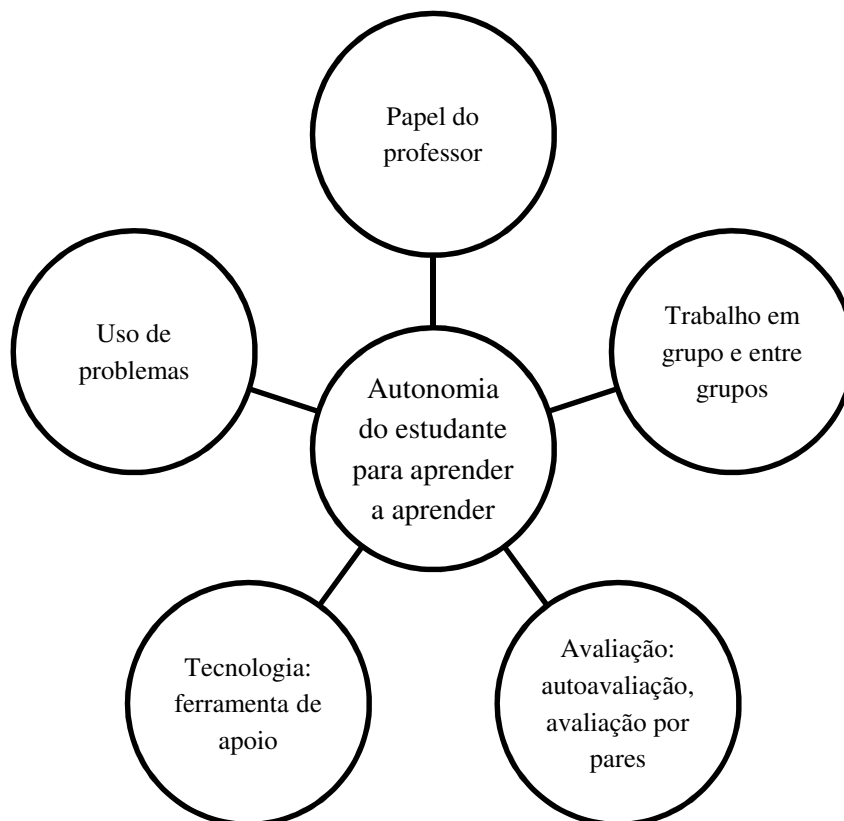 Papel do
professor
Uso de
problemas
Trabalho em
grupo e entre
grupos
Autonomia
do estudante
para aprender
a aprender
Tecnologia:
ferramenta de
apoio
Avaliação:
autoavaliação,
avaliação por
pares